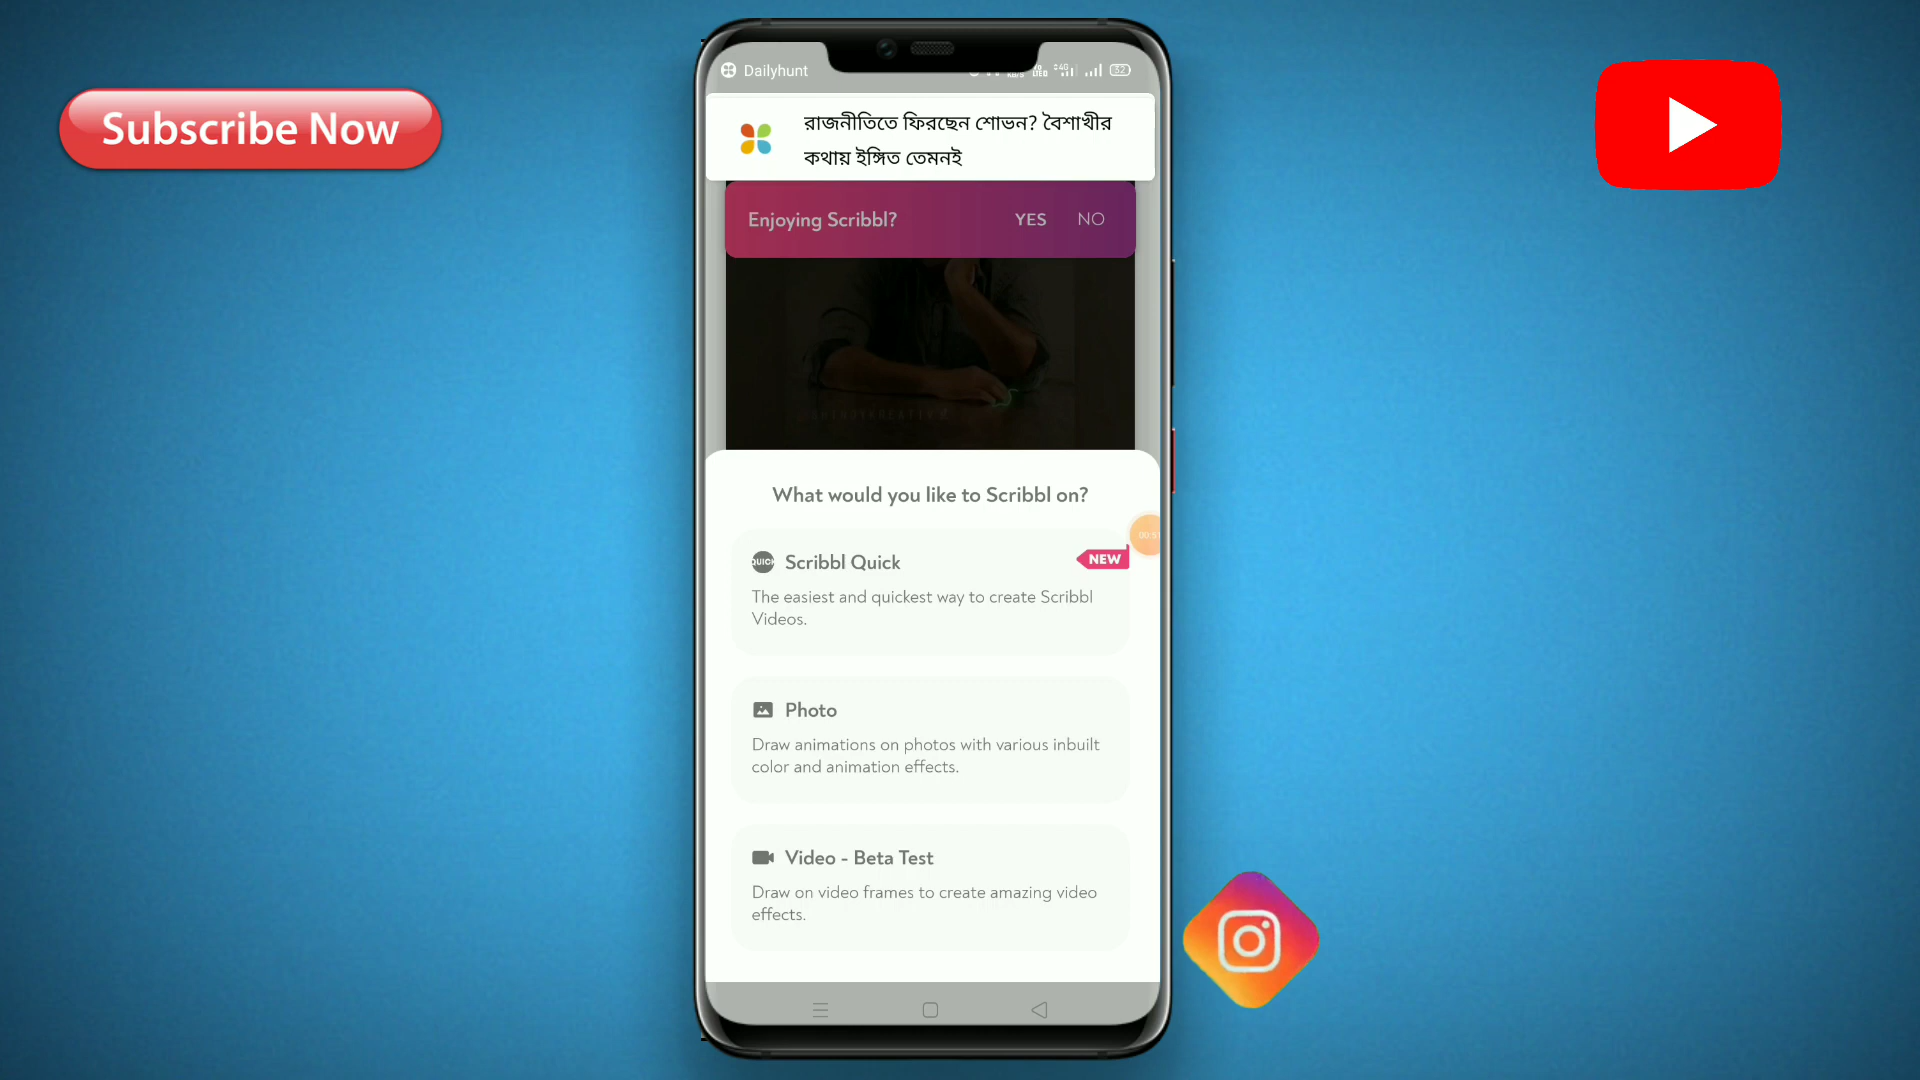 Dailyhunt
32
Subscribe Now
রাজনীতিতে ফিরছেন শোভন? বৈশাখীর
কথায় ইঙ্গিত তেমনই
Enjoying Scribbl? YES NO
What would you like to Scribbl on?
Scribbl Quick
NEW
The easiest and quickest way to create Scribbl
Videos.
Photo
Draw animations on photos with various inbuilt
color and animation effects.
Video - Beta Test
Draw on video frames to create amazing video
effects.